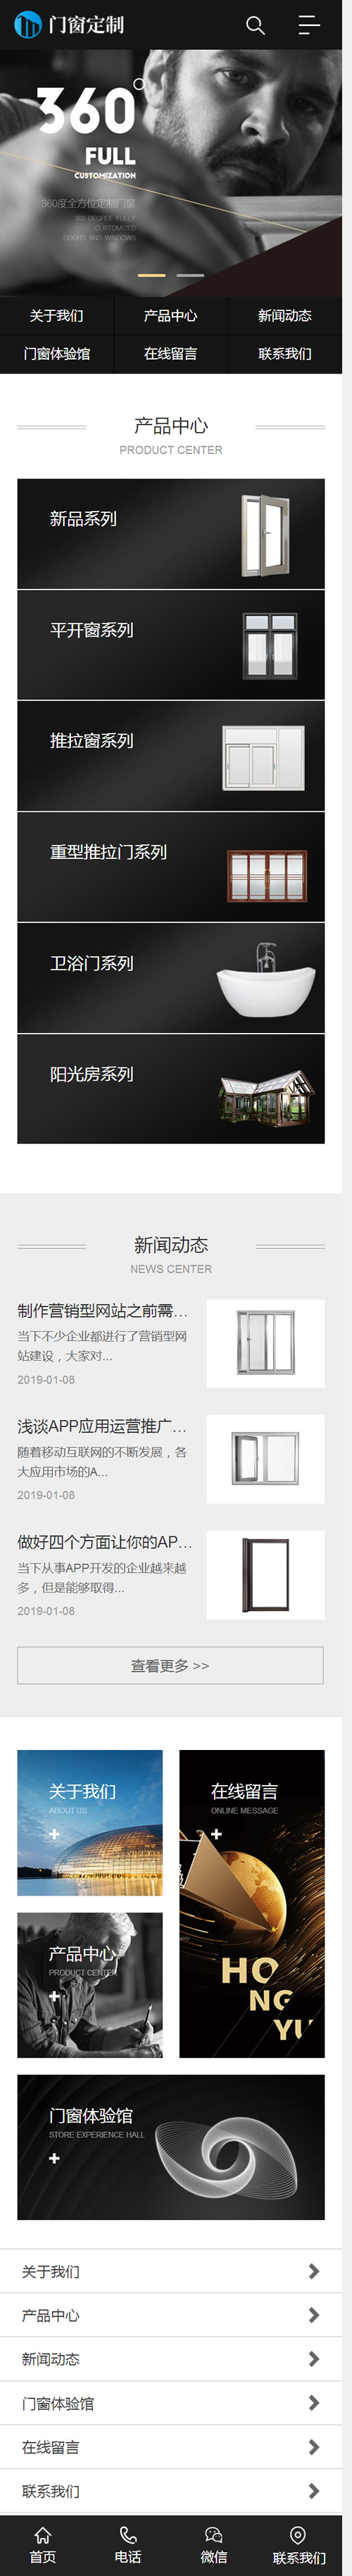 门窗定制
360°
FULL
CUSTOMIZATION
360度全方位定制门窗
360 DEGREE FULLY
CUSTOMIZED
DOORS AND WINDOWS
关于我们 产品中心 新闻动态
门窗体验馆 在线留言 联系我们
产品中心
PRODUCT CENTER
新品系列
平开窗系列
推拉窗系列
重型推拉门系列
卫浴门系列
阳光房系列
新闻动态
NEWS CENTER
制作营销型网站之前需...
当下不少企业都进行了营销型网
站建设，大家对...
2019-01-08
浅谈APP应用运营推广...
随着移动互联网的不断发展，各
大应用市场的A...
2019-01-08
做好四个方面让你的AP...
当下从事APP开发的企业越来越
多，但是能够取得...
2019-01-08
查看更多 >>
关于我们
ABOUT US
在线留言
ONLINE MESSAGE
HO
NG
YU
产品中心
PRODUCT CENTER
门窗体验馆
STORE EXPERIENCE HALL
关于我们
产品中心
新闻动态
门窗体验馆
在线留言
联系我们
首页 电话 微信 联系我们